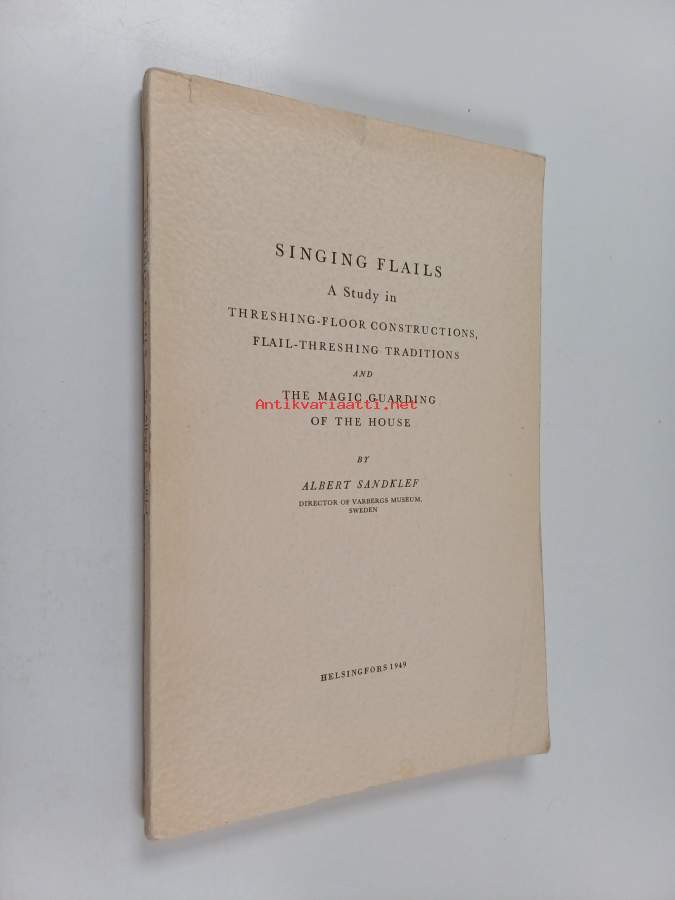 SINGING FLAILS
A Study in
THRESHING-FLOOR CONSTRUCTIONS,
FLAIL-THRESHING TRADITIONS
AND
THE MAGIC GUARDING
Antikvariaatti.net
OF THE HOUSE
BY
ALBERT SANDKLEF
DIRECTOR OF VARBERGS MUSEUM,
SWEDEN
HELSINGFORS 1949